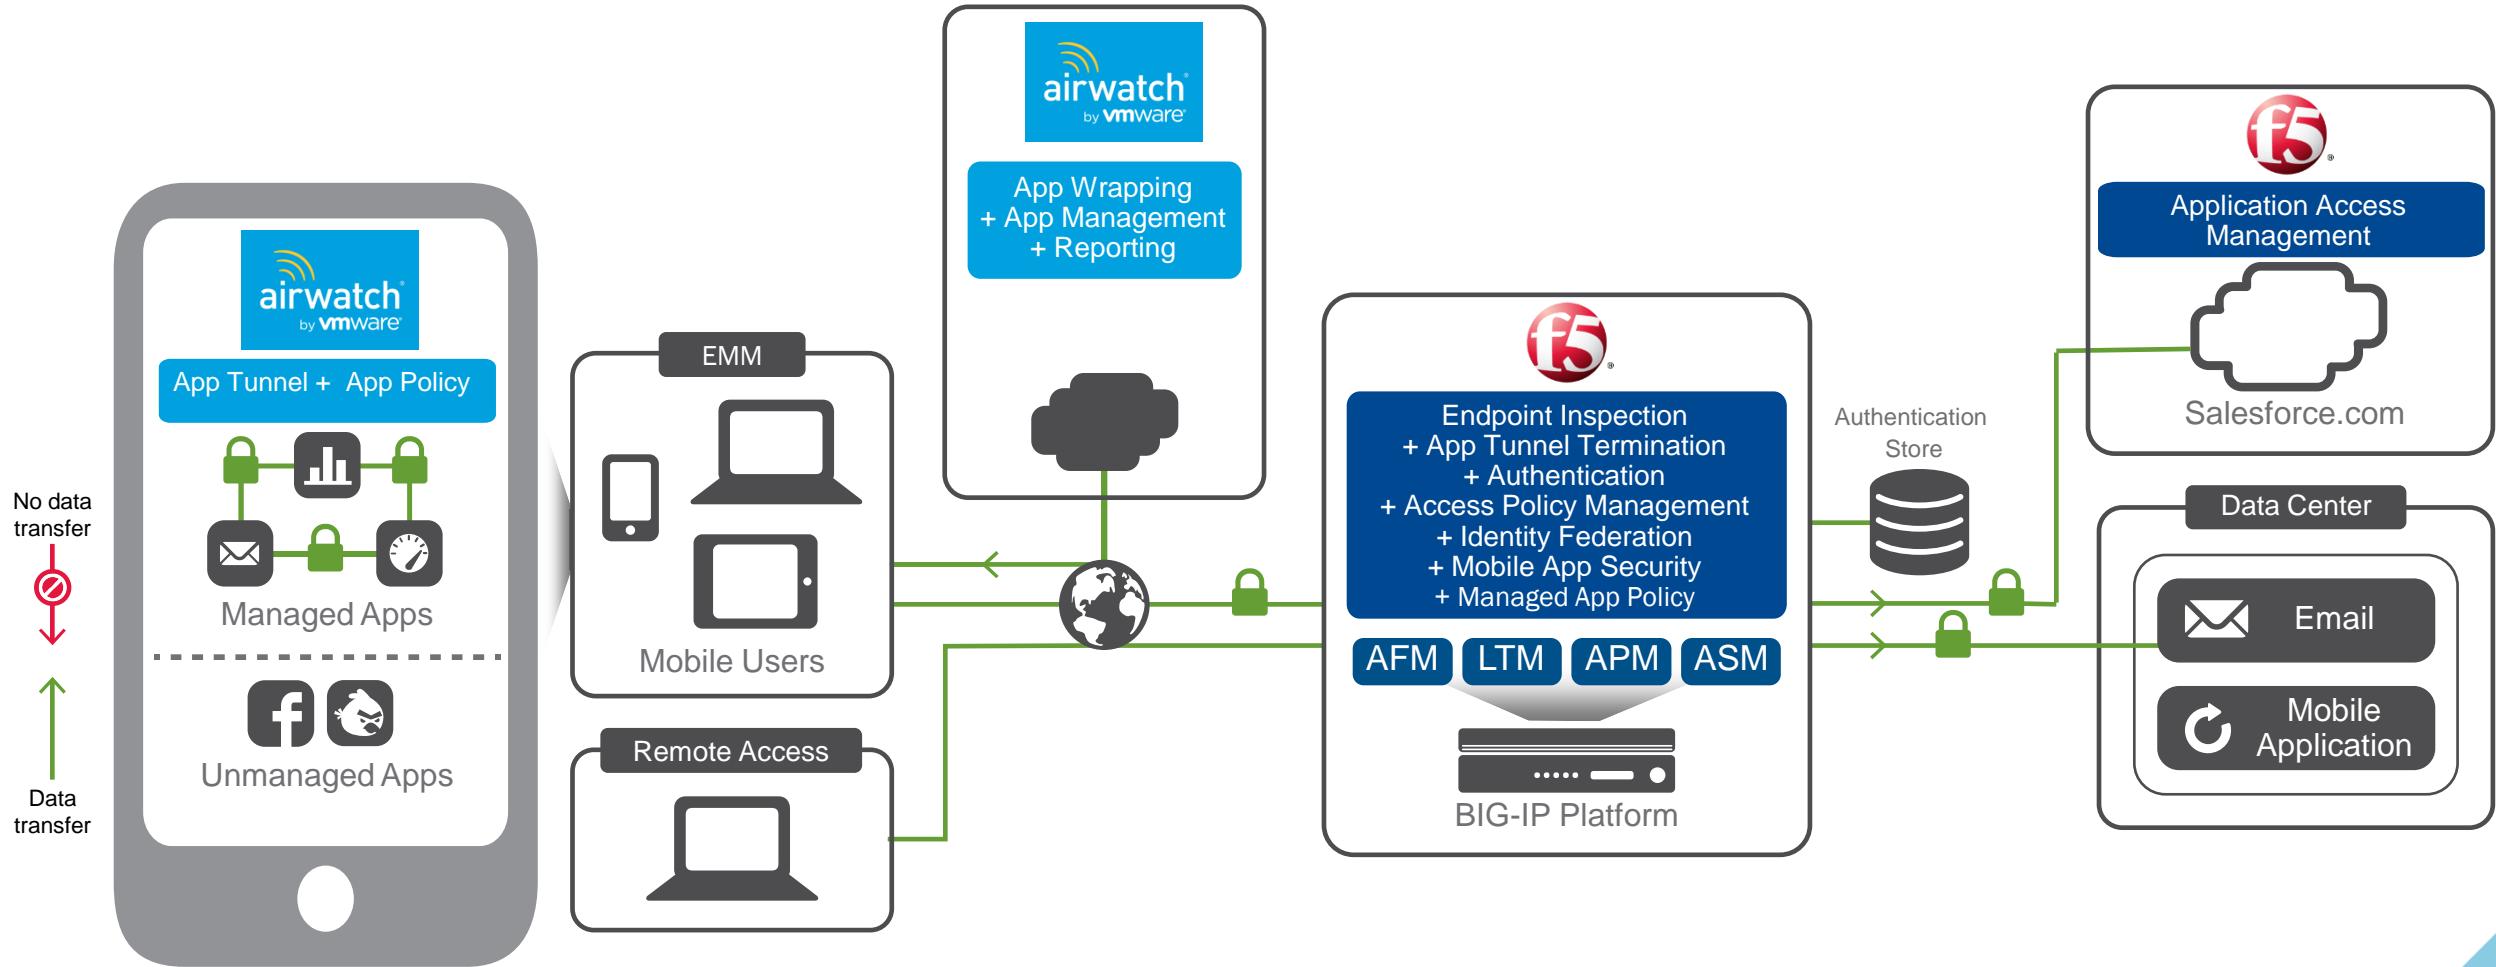 No data
transfer
Data
transfer
airwatch®
by vmware®
App Tunnel + App Policy
Managed Apps
Unmanaged Apps
EMM
Mobile Users
Remote Access
airwatch®
by vmware®
App Wrapping
+ App Management
+ Reporting
f5®
Endpoint Inspection
+ App Tunnel Termination
+ Authentication
+ Access Policy Management
+ Identity Federation
+ Mobile App Security
+ Managed App Policy
AFM
LTM
APM
ASM
BIG-IP Platform
Authentication
Store
f5®
Application Access
Management
Salesforce.com
Data Center
Email
Mobile
Application